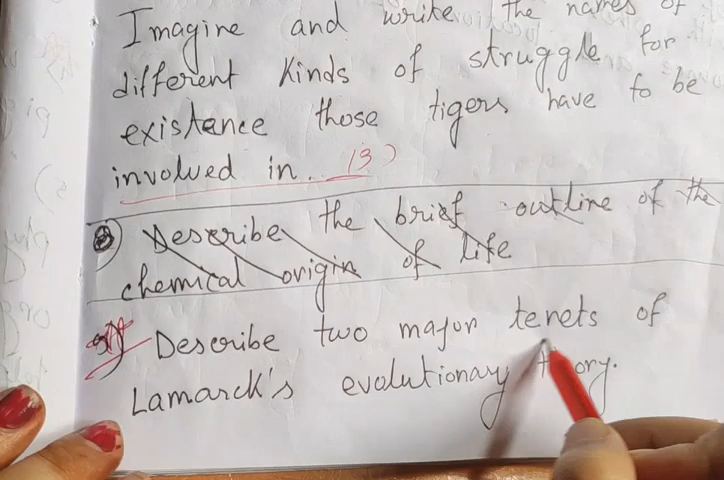 Imagine and write the names of
different kinds of struggle for
existence those tigers have to be
involved in. (3)
Describe the brief outline of the
chemical origin of life
Describe two major tenets of
Lamarck's evolutionary theory.